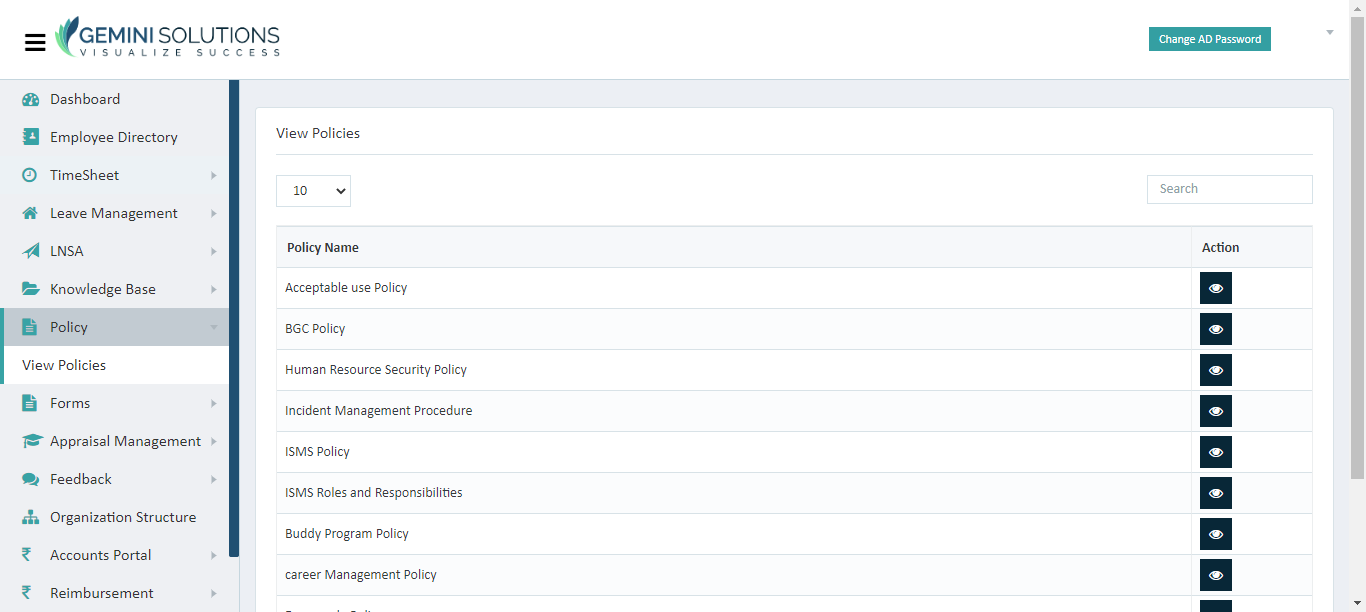 GEMINI SOLUTIONS
VISUALIZE SUCCESS
Change AD Password
Dashboard
Employee Directory
TimeSheet
Leave Management
LNSA
Knowledge Base
Policy
View Policies
Forms
Appraisal Management
Feedback
Organization Structure
Accounts Portal
Reimbursement
View Policies
10
Search
Policy Name Action
Acceptable use Policy
BGC Policy
Human Resource Security Policy
Incident Management Procedure
ISMS Policy
ISMS Roles and Responsibilities
Buddy Program Policy
career Management Policy